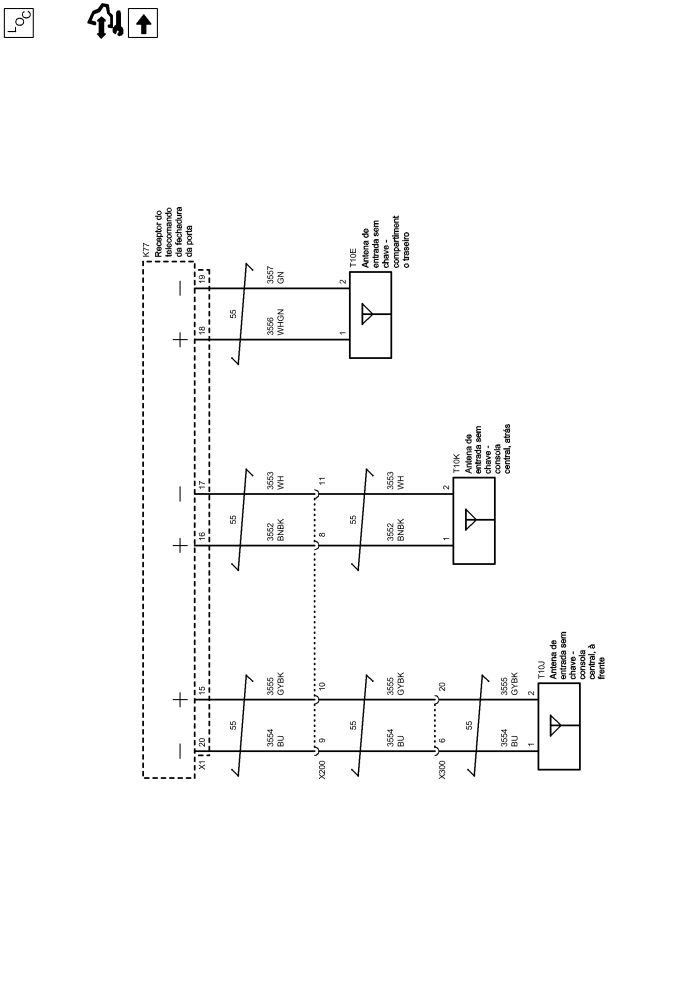 LOC
K77
Receptor do
telecomando
da fechadura
da porta
X1
20
15
16
17
18
19
55
3554
BU
3555
GYBK
55
3552
BNBK
3553
WH
55
3556
WHGN
3557
GN
X200
9
10
8
11
55
3554
BU
3555
GYBK
55
3552
BNBK
3553
WH
X300
6
20
55
3554
BU
3555
GYBK
1
2
T10J
Antena de
entrada sem
chave -
consola
central, à
frente
1
2
T10K
Antena de
entrada sem
chave -
consola
central, atrás
1
2
T10E
Antena de
entrada sem
chave -
compartiment
o traseiro